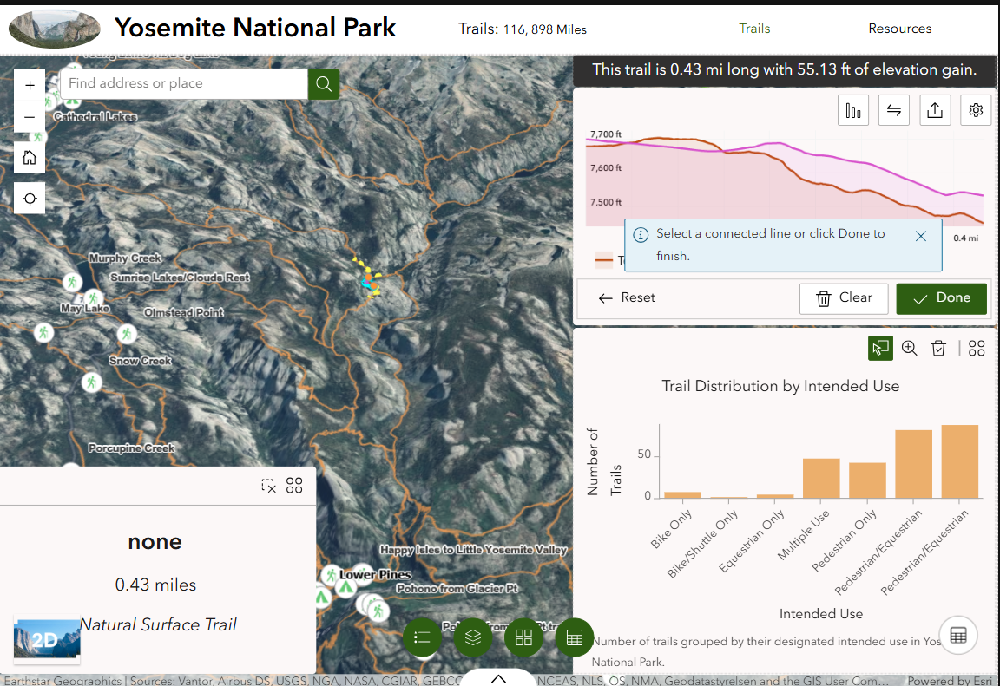 Yosemite National Park
Trails: 116, 898 Miles
Trails
Resources
Young Lakes via Dog Lake
+
Find address or place
−
Cathedral Lakes
Murphy Creek
Sunrise Lakes/Clouds Rest
May Lake
Olmstead Point
Snow Creek
Porcupine Creek
Happy Isles to Little Yosemite Valley
Lower Pines
Pohono from Glacier Pt
This trail is 0.43 mi long with 55.13 ft of elevation gain.
7,700 ft
7,600 ft
7,500 ft
0.4 mi
Select a connected line or click Done to
finish.
Reset
Clear
Done
Trail Distribution by Intended Use
Number of
Trails
50
0
Bike Only
Bike/Shuttle Only
Equestrian Only
Multiple Use
Pedestrian Only
Pedestrian/Equestrian
Pedestrian/Equestrian
Intended Use
Number of trails grouped by their designated intended use in Yos
National Park.
none
0.43 miles
Natural Surface Trail
2D
Earthstar Geographics | Sources: Vantor, Airbus DS, USGS, NGA, NASA, CGIAR, GEBCO
NCEAS, NLS, OS, NMA, Geodatastyrelsen and the GIS User Com...
Powered by Esri